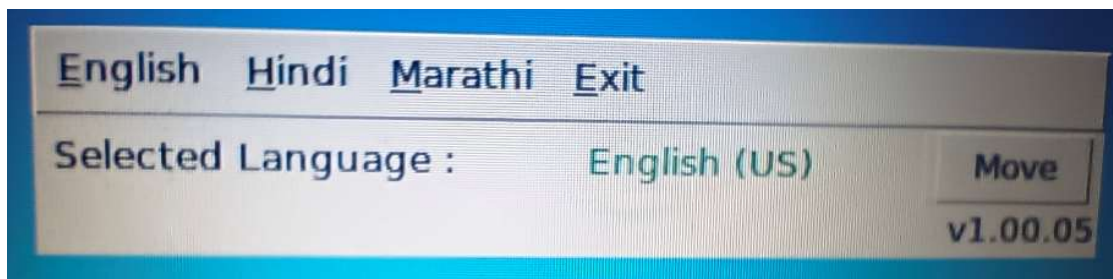 English Hindi Marathi Exit
Selected Language : English (US) Move
v1.00.05